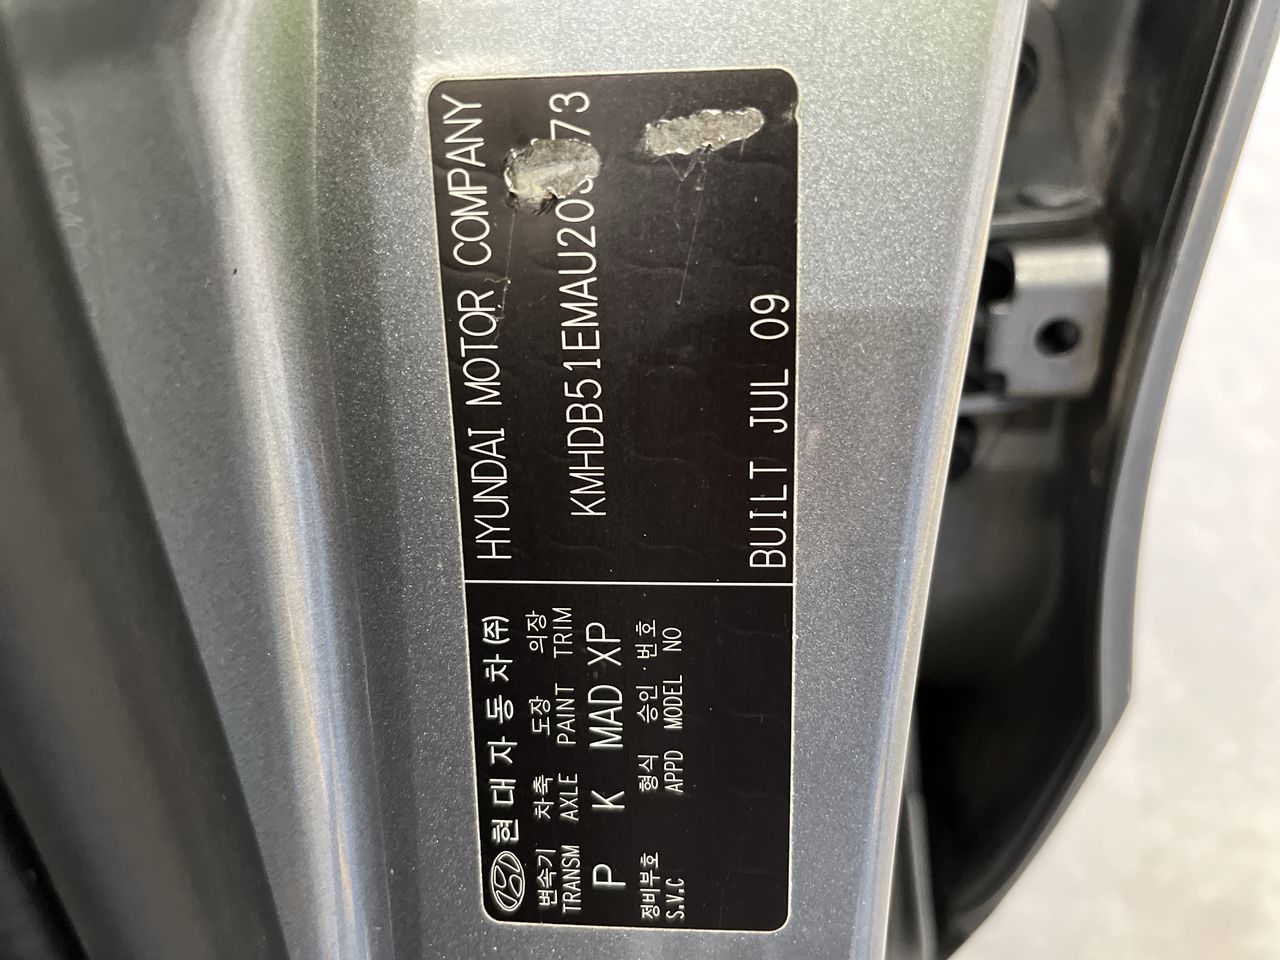 HYUNDAI MOTOR COMPANY
KMHDB51EMAU20
73
BUILT JUL 09
현대자동차(주)
변속기 차축 도장 의장
TRANSM AXLE PAINT TRIM
P K MAD XP
정비부호 형식 승인·번호
S.V.C APPD MODEL NO